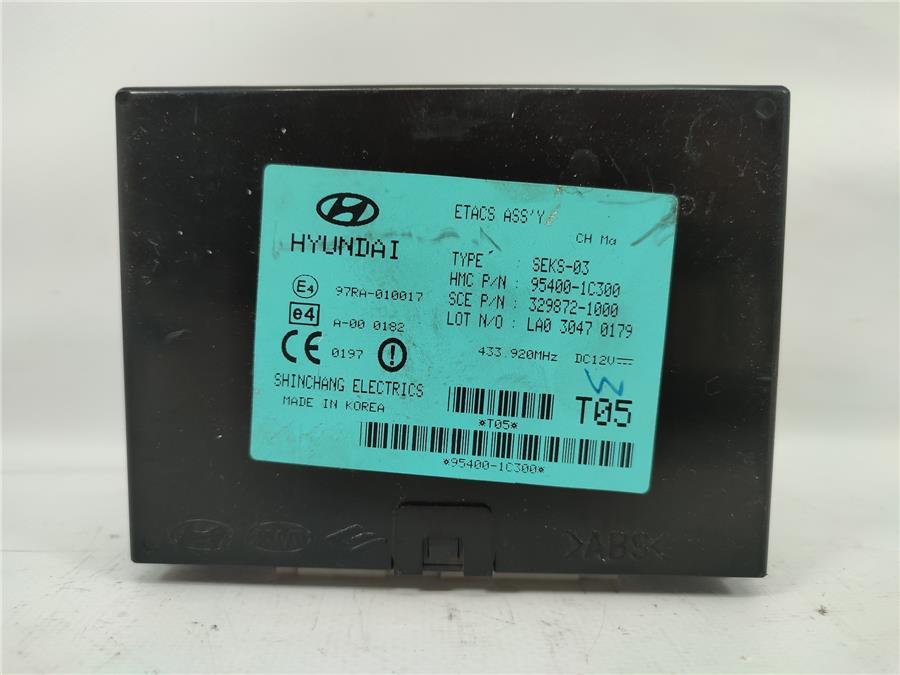 ETACS ASS'Y
HYUNDAI
CH Ma
TYPE : SEKS-03
HMC P/N : 95400-1C300
SCE P/N : 329872-1000
LOT N/O : LA0 3047 0179
E4 97RA-010017
e4 A-00 0182
CE 0197
433.920MHz DC12V
SHINCHANG ELECTRICS
MADE IN KOREA
W
T05
*T05*
*95400-1C300*
KIA
>ABS<